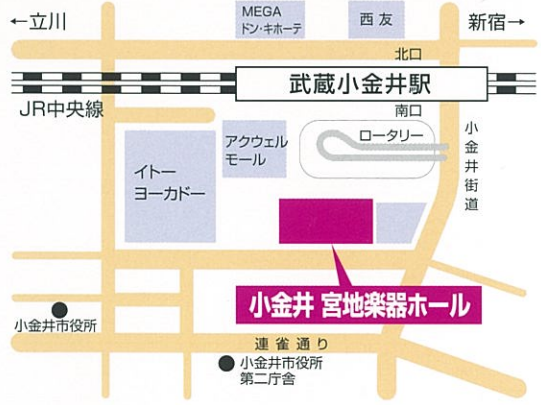 ←立川
MEGA
ドン・キホーテ
西友
新宿→
北口
武蔵小金井駅
JR中央線
南口
ロータリー
アクウェル
モール
小金井街道
イトー
ヨーカドー
小金井 宮地楽器ホール
小金井市役所
連雀通り
小金井市役所
第二庁舎